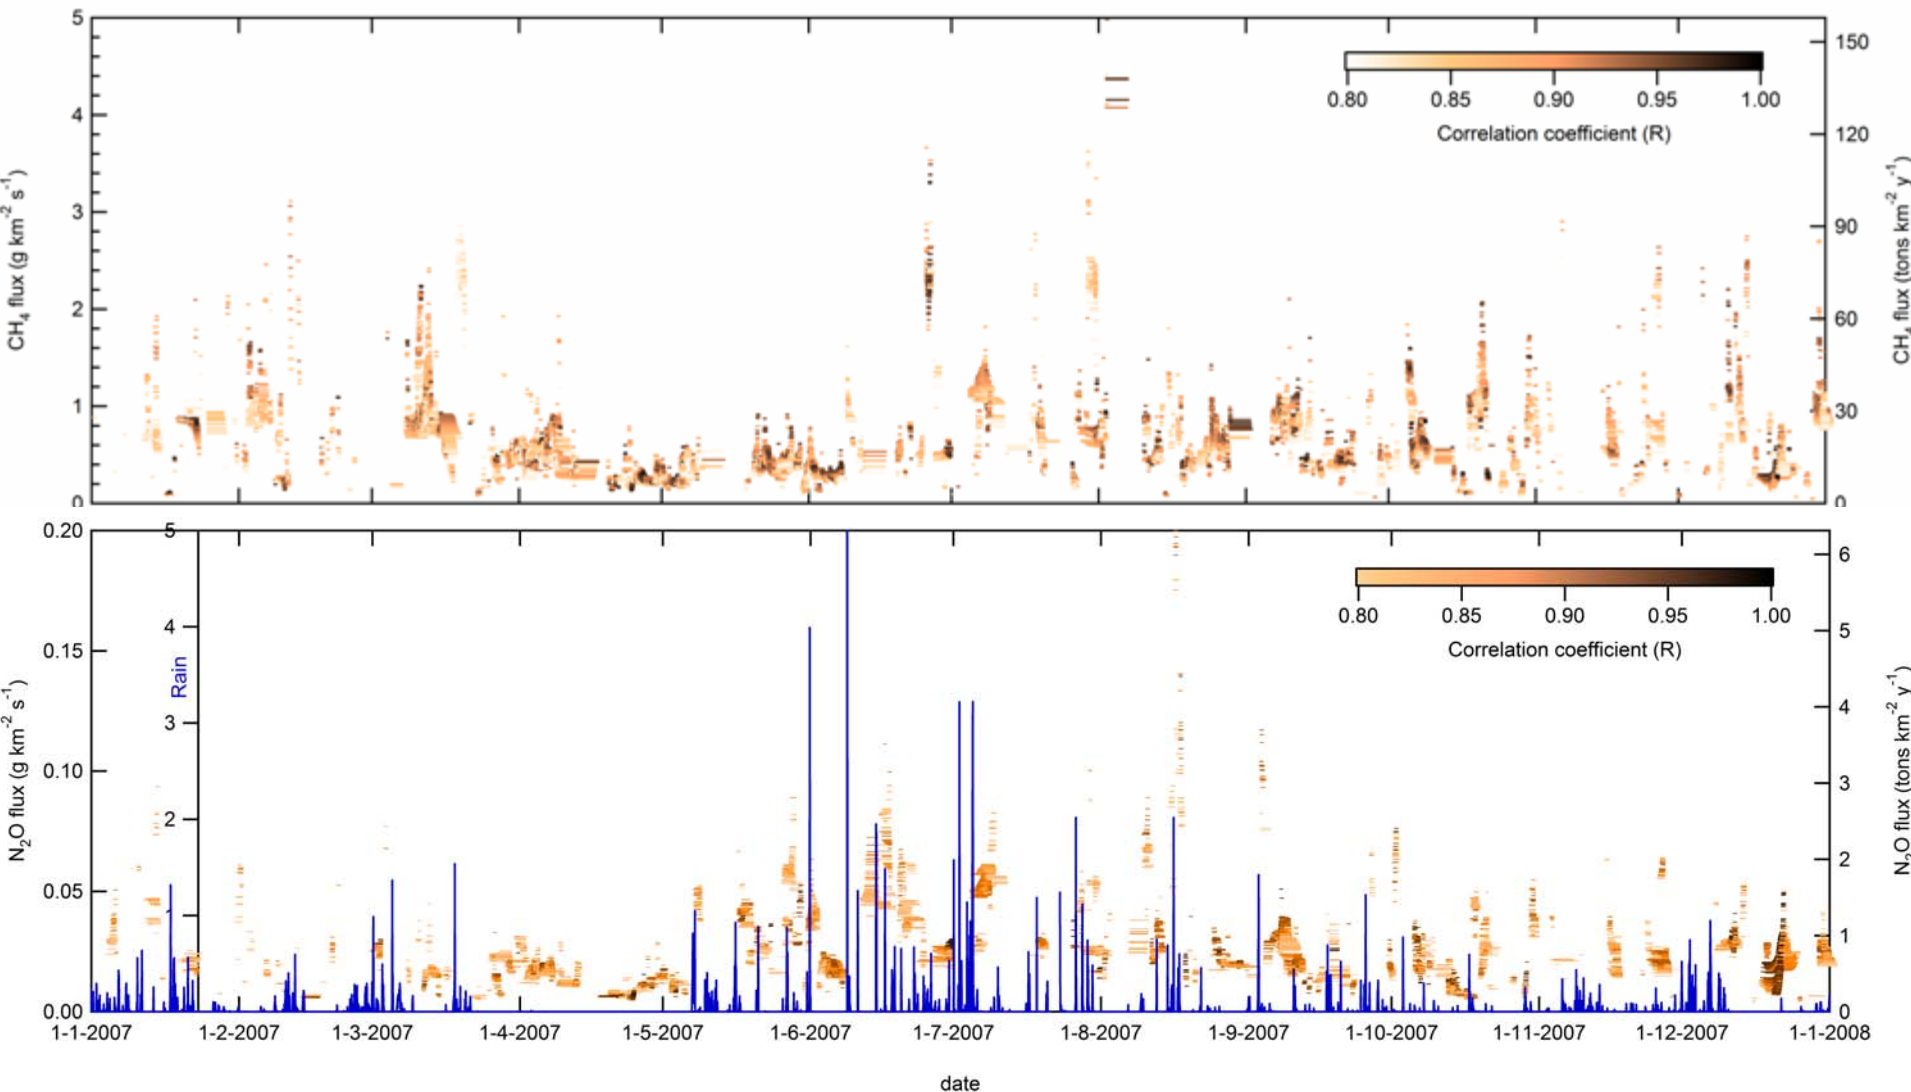 5
4
3
2
1
0
CH4 flux (g km-2 s-1)
150
120
90
60
30
0
CH4 flux (tons km-2 y-1)
0.80 0.85 0.90 0.95 1.00
Correlation coefficient (R)
0.20
0.15
0.10
0.05
0.00
N2O flux (g km-2 s-1)
5
4
3
2
1
Rain
0.80 0.85 0.90 0.95 1.00
Correlation coefficient (R)
6
5
4
3
2
1
0
N2O flux (tons km-2 y-1)
1-1-2007 1-2-2007 1-3-2007 1-4-2007 1-5-2007 1-6-2007 1-7-2007 1-8-2007 1-9-2007 1-10-2007 1-11-2007 1-12-2007 1-1-2008
date